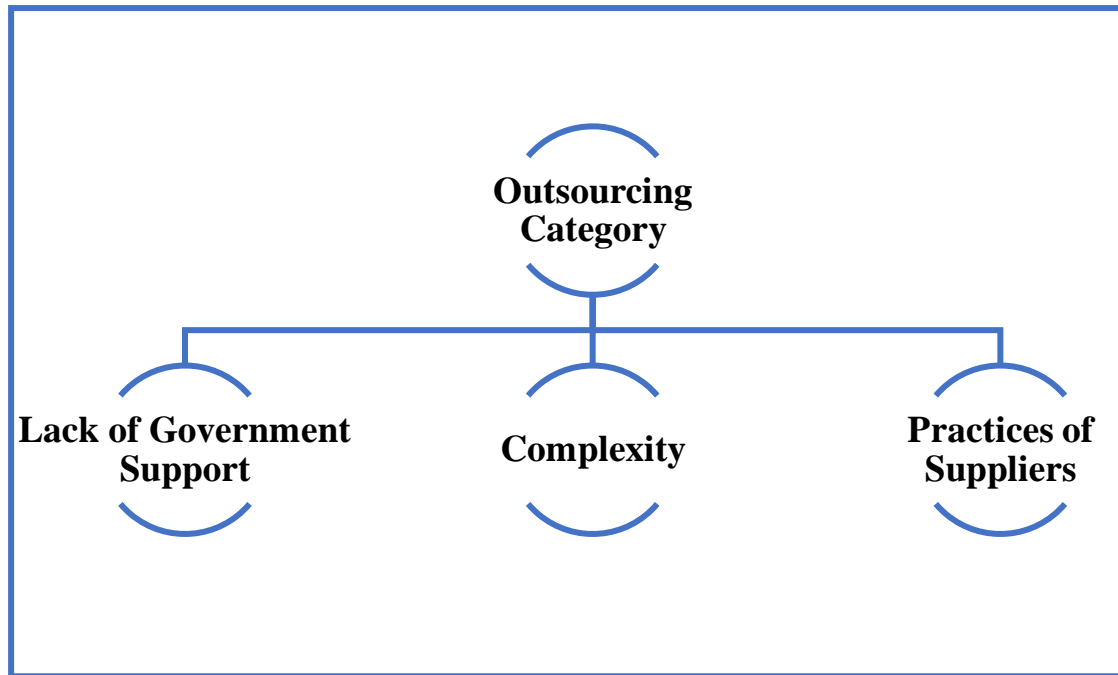 Outsourcing
Category
Lack of Government
Support
Complexity
Practices of
Suppliers